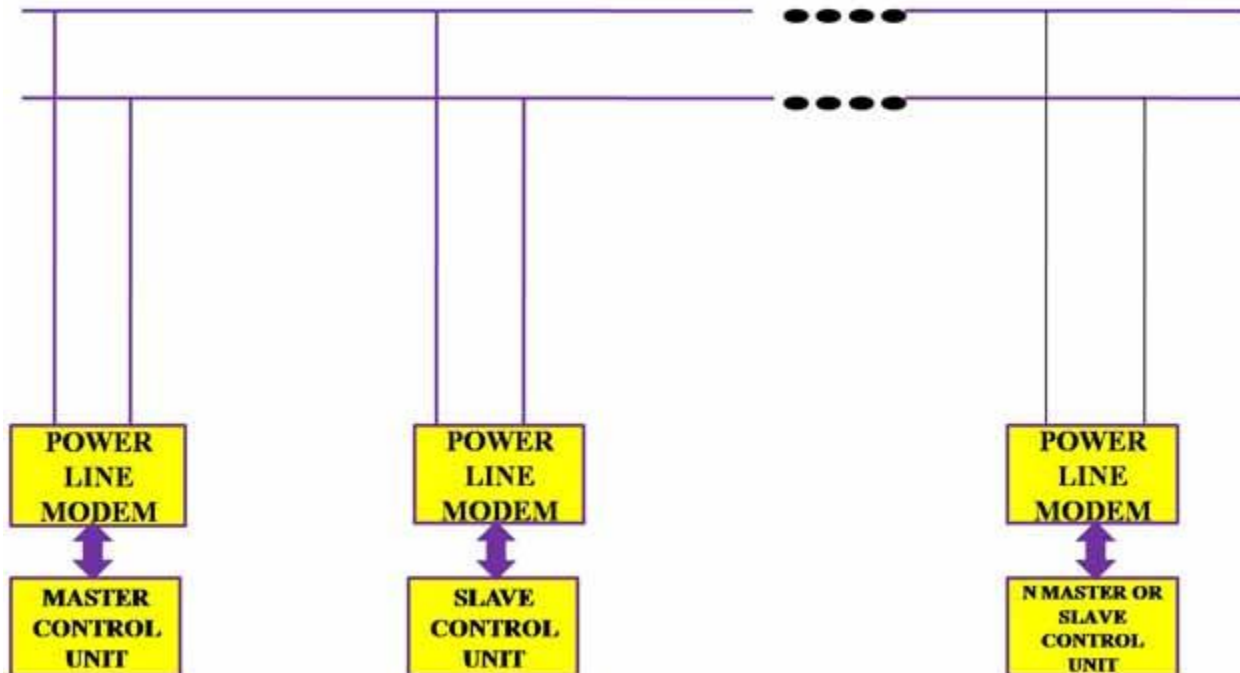 POWER
LINE
MODEM
POWER
LINE
MODEM
POWER
LINE
MODEM
MASTER
CONTROL
UNIT
SLAVE
CONTROL
UNIT
N MASTER OR
SLAVE
CONTROL
UNIT